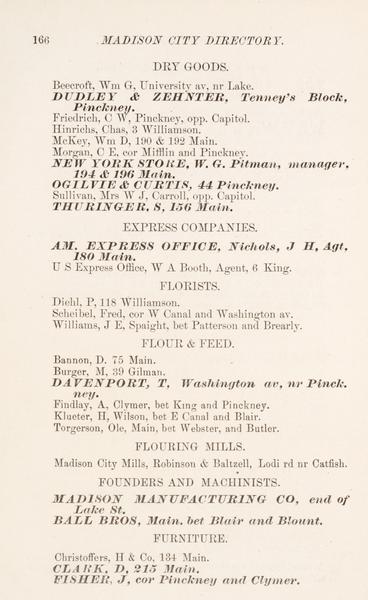 166 MADISON CITY DIRECTORY.
DRY GOODS.
Beecroft, Wm G, University av, nr Lake.
DUDLEY & ZEHNTER, Tenney's Block,
Pinckney.
Friedrich, C W, Pinckney, opp. Capitol.
Hinrichs, Chas, 3 Williamson.
McKey, Wm D, 190 & 192 Main.
Morgan, C E, cor Mifflin and Pinckney.
NEW YORK STORE, W. G. Pitman, manager,
194 & 196 Main.
OGILVIE & CURTIS, 44 Pinckney.
Sullivan, Mrs W J, Carroll, opp. Capitol.
THURINGER, S, 156 Main.
EXPRESS COMPANIES.
AM. EXPRESS OFFICE, Nichols, J H, Agt,
180 Main.
U S Express Office, W A Booth, Agent, 6 King.
FLORISTS.
Diehl, P, 118 Williamson.
Scheibel, Fred, cor W Canal and Washington av.
Williams, J E, Spaight, bet Patterson and Brearly.
FLOUR & FEED.
Bannon, D. 75 Main.
Burger, M, 39 Gilman.
DAVENPORT, T, Washington av, nr Pinck.
ney.
Findlay, A, Clymer, bet King and Pinckney.
Klueter, H, Wilson, bet E Canal and Blair.
Torgerson, Ole, Main, bet Webster, and Butler.
FLOURING MILLS.
Madison City Mills, Robinson & Baltzell, Lodi rd nr Catfish.
FOUNDERS AND MACHINISTS.
MADISON MANUFACTURING CO, end of
Lake St.
BALL BROS, Main, bet Blair and Blount.
FURNITURE.
Christoffers, H & Co, 134 Main.
CLARK, D, 215 Main.
FISHER, J, cor Pinckney and Clymer.